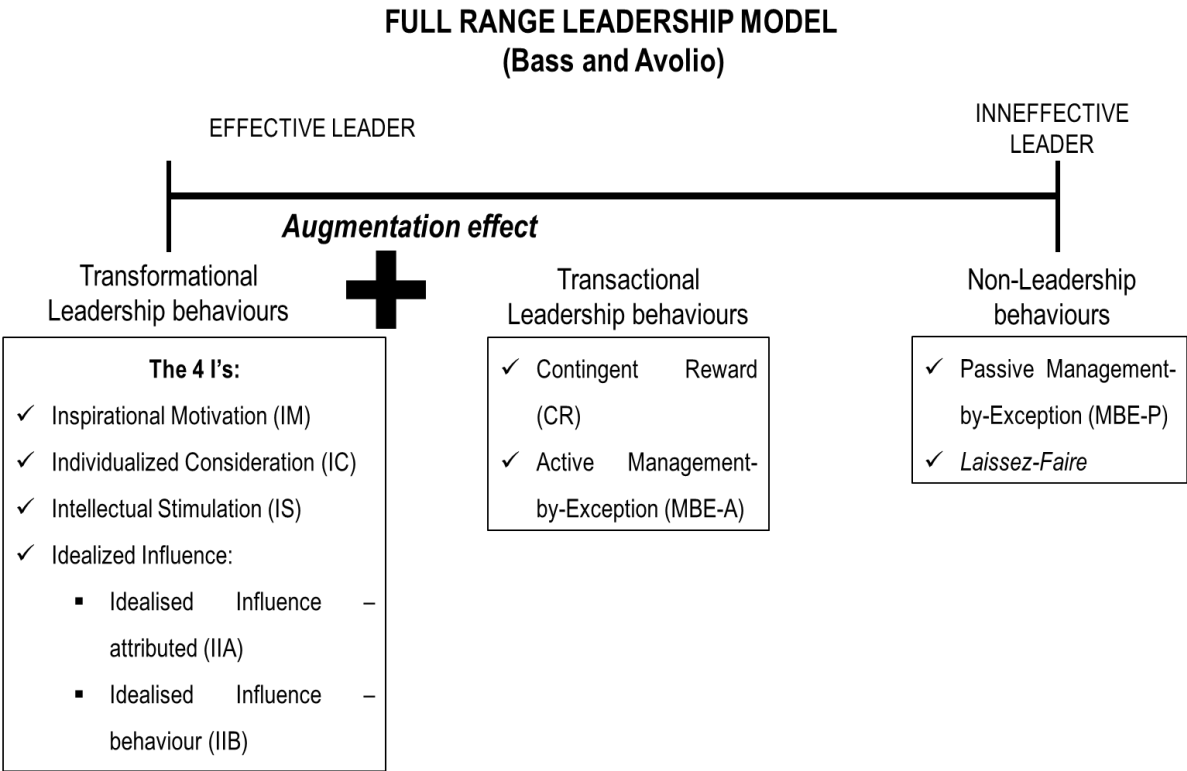 FULL RANGE LEADERSHIP MODEL
(Bass and Avolio)
EFFECTIVE LEADER
INNEFFECTIVE
LEADER
Augmentation effect
Transformational
Leadership behaviours
The 4 I's:
✓ Inspirational Motivation (IM)
✓ Individualized Consideration (IC)
✓ Intellectual Stimulation (IS)
✓ Idealized Influence:
▪ Idealised Influence –
attributed (IIA)
▪ Idealised Influence –
behaviour (IIB)
Transactional
Leadership behaviours
✓ Contingent Reward
(CR)
✓ Active Management-
by-Exception (MBE-A)
Non-Leadership
behaviours
✓ Passive Management-
by-Exception (MBE-P)
✓ Laissez-Faire